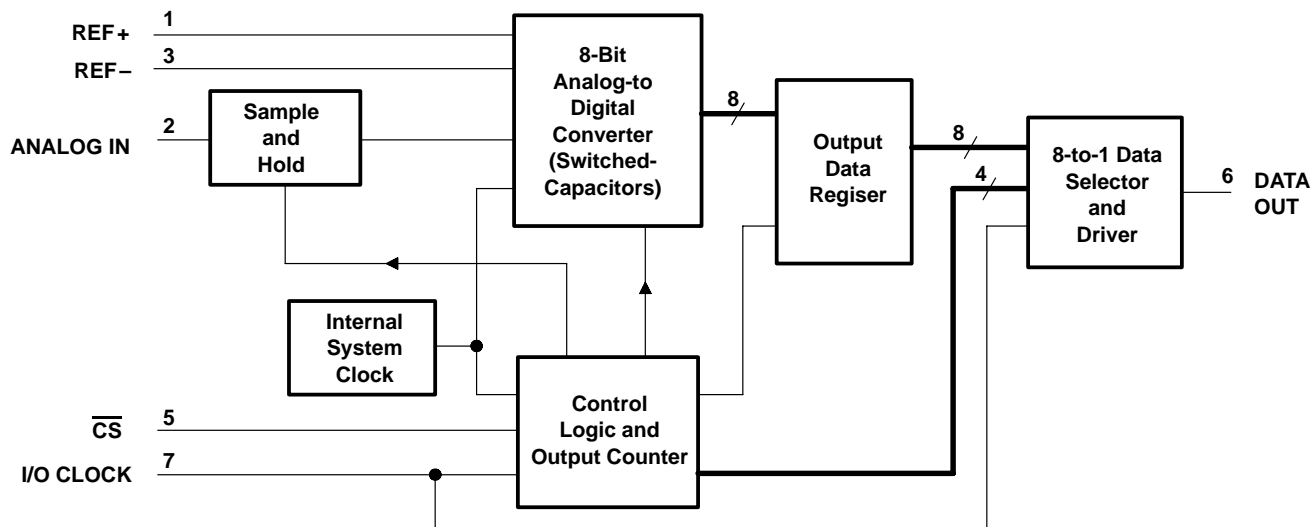 REF+
1
REF–
3
ANALOG IN
2
Sample
and
Hold
8-Bit
Analog-to
Digital
Converter
(Switched-
Capacitors)
8
Output
Data
Regiser
8
4
8-to-1 Data
Selector
and
Driver
6
DATA
OUT
Internal
System
Clock
CS
5
I/O CLOCK
7
Control
Logic and
Output Counter